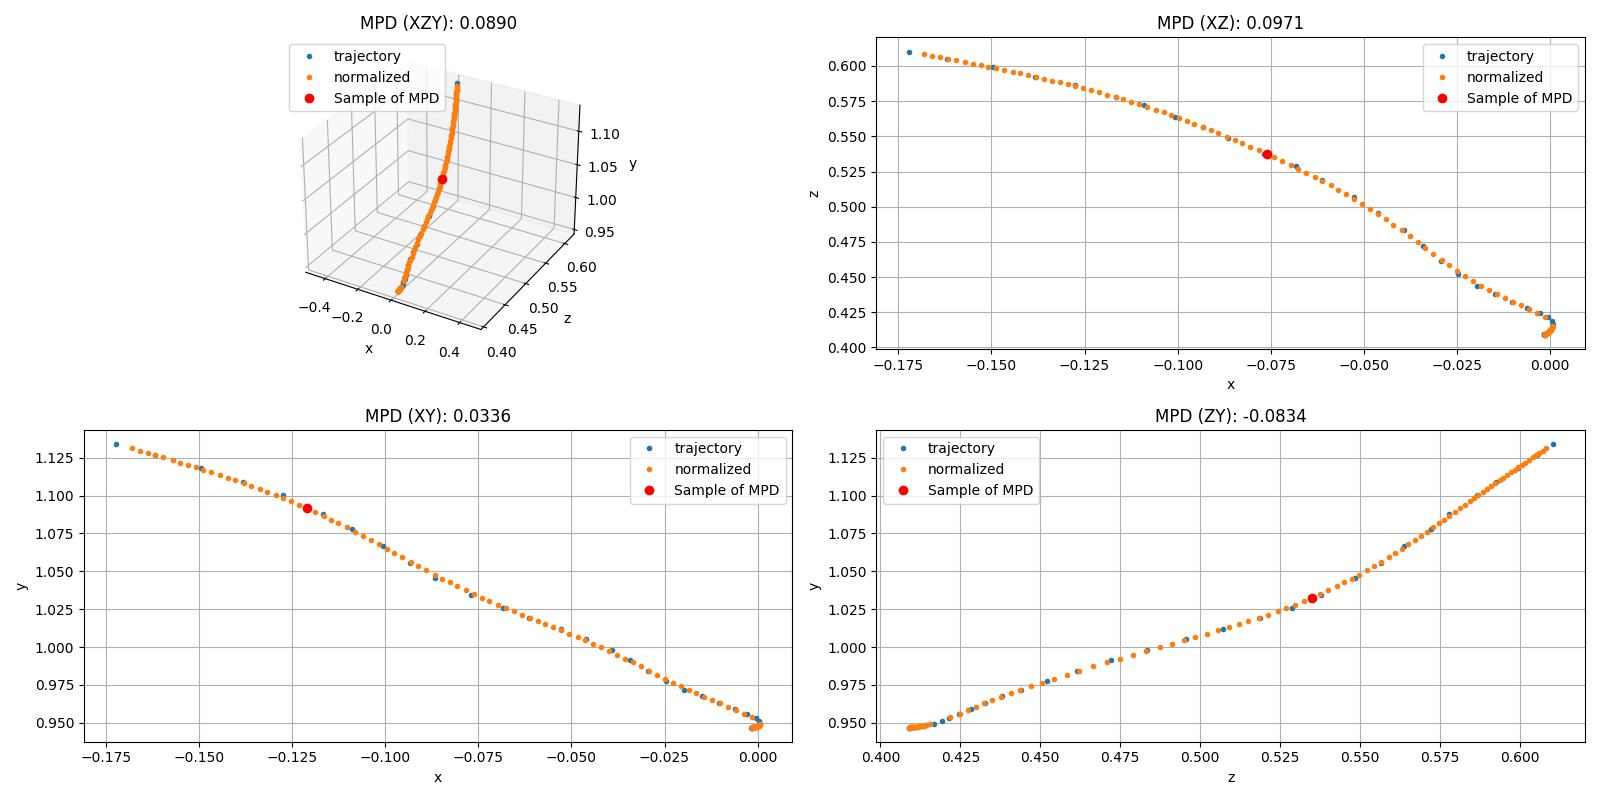 MPD (XZY): 0.0890
trajectory
normalized
Sample of MPD
1.10
1.05
1.00
0.95
y
0.60
0.55
0.50
0.45
0.40
z
−0.4
−0.2
0.0
0.2
0.4
x
MPD (XZ): 0.0971
trajectory
normalized
Sample of MPD
0.600
0.575
0.550
0.525
0.500
0.475
0.450
0.425
0.400
z
−0.175
−0.150
−0.125
−0.100
−0.075
−0.050
−0.025
0.000
x
MPD (XY): 0.0336
trajectory
normalized
Sample of MPD
1.125
1.100
1.075
1.050
1.025
1.000
0.975
0.950
y
−0.175
−0.150
−0.125
−0.100
−0.075
−0.050
−0.025
0.000
x
MPD (ZY): -0.0834
trajectory
normalized
Sample of MPD
1.125
1.100
1.075
1.050
1.025
1.000
0.975
0.950
y
0.400
0.425
0.450
0.475
0.500
0.525
0.550
0.575
0.600
z